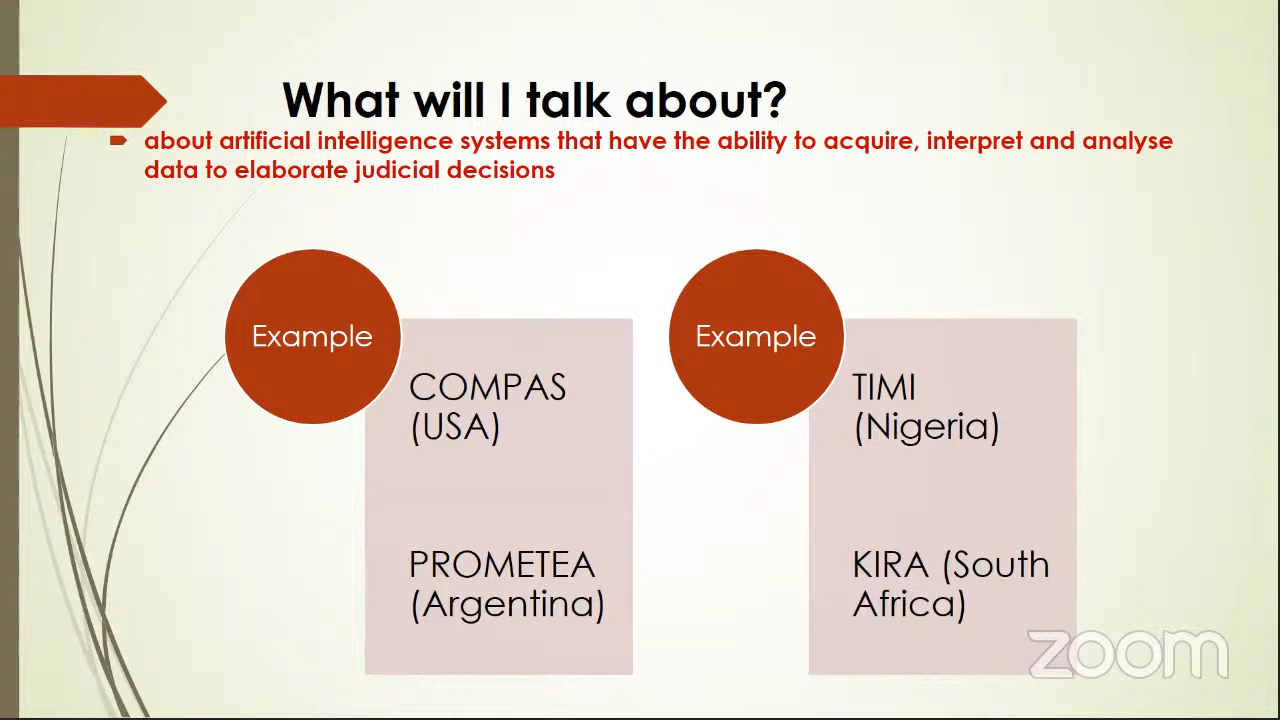 What will I talk about?
about artificial intelligence systems that have the ability to acquire, interpret and analyse
data to elaborate judicial decisions
Example
COMPAS
(USA)
PROMETEA
(Argentina)
Example
TIMI
(Nigeria)
KIRA (South
Africa)
zoom